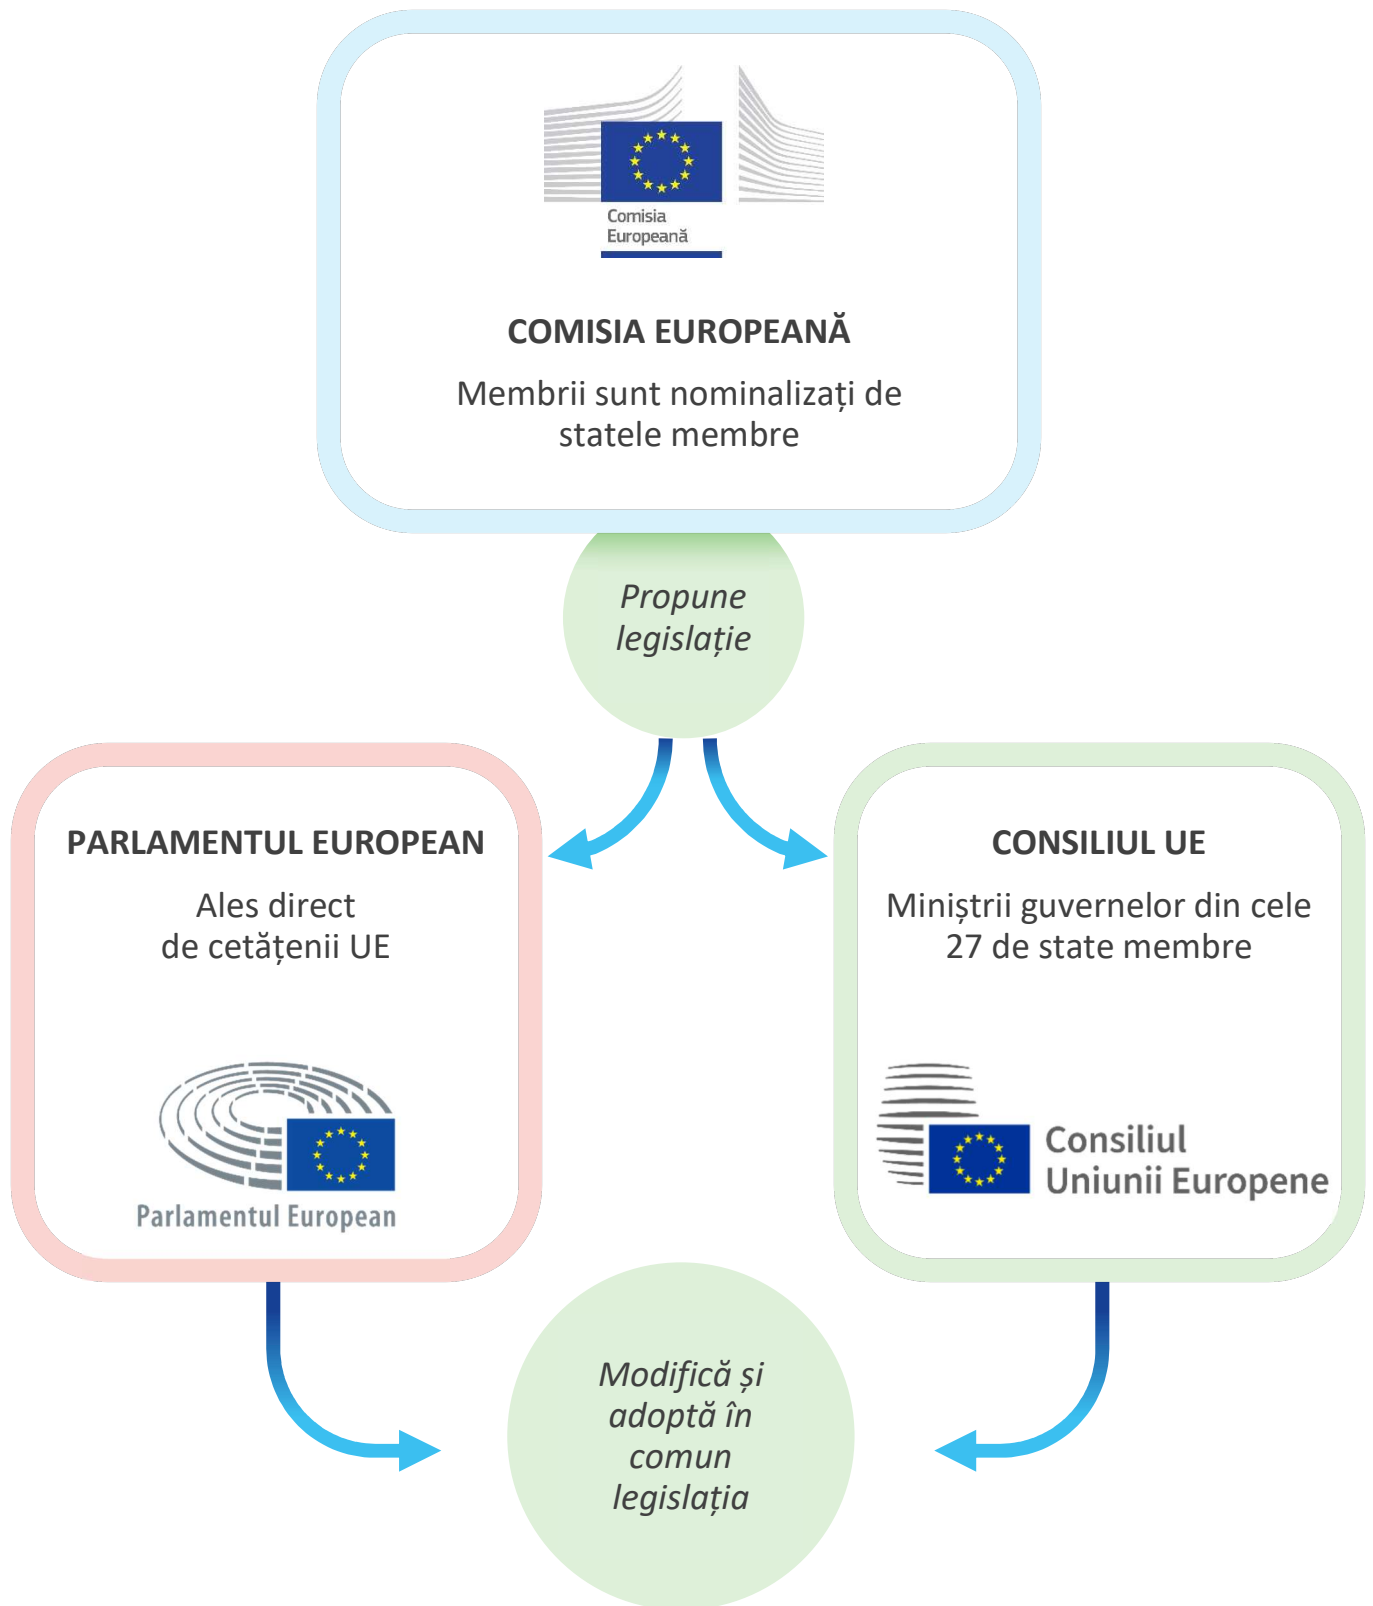 Comisia
Europeană
COMISIA EUROPEANĂ
Membrii sunt nominalizați de
statele membre
Propune
legislație
PARLAMENTUL EUROPEAN
Ales direct
de cetățenii UE
Parlamentul European
CONSILIUL UE
Miniștrii guvernelor din cele
27 de state membre
Consiliul
Uniunii Europene
Modifică și
adoptă în
comun
legislația